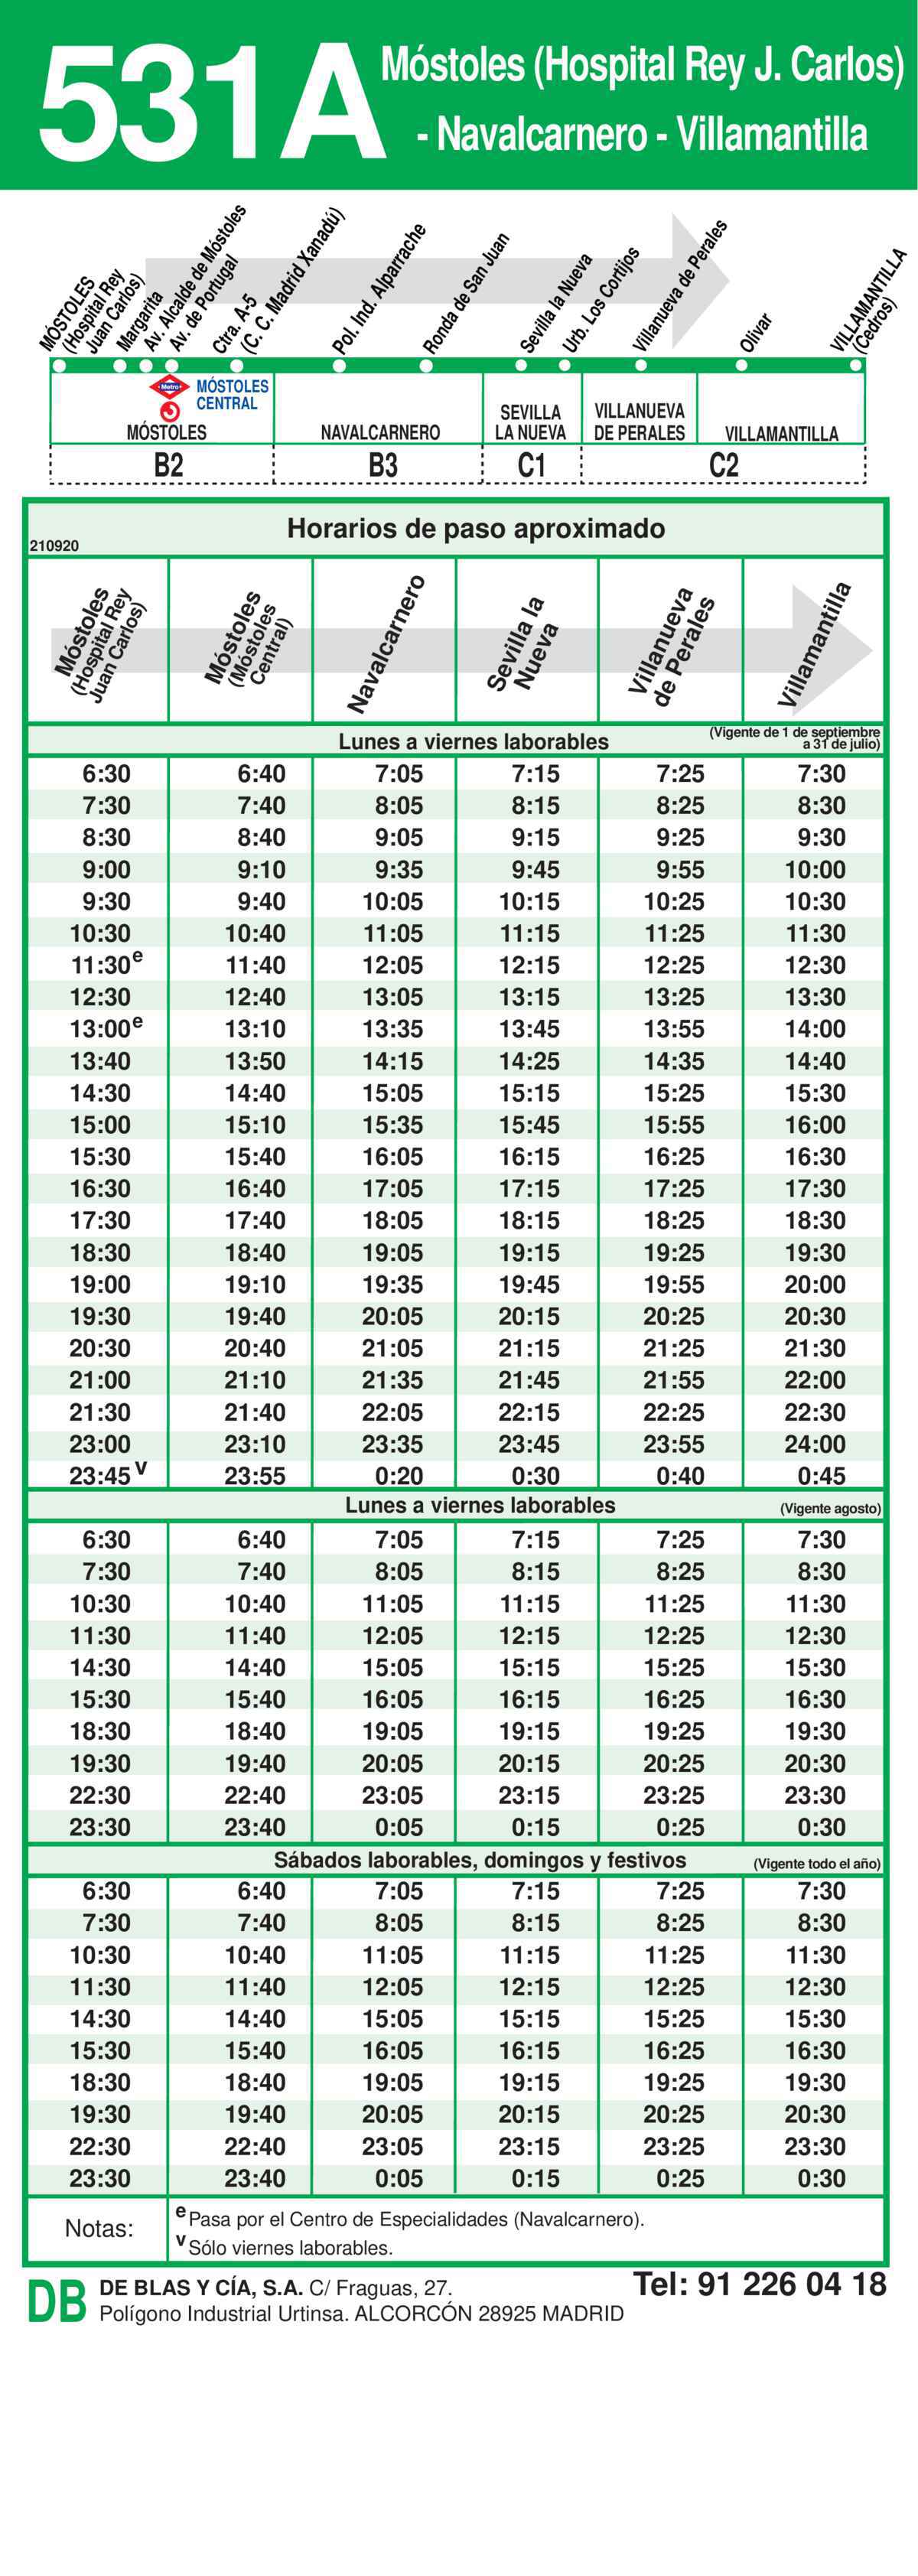 531A
Móstoles (Hospital Rey J. Carlos)
- Navalcarnero - Villamantilla
MÓSTOLES
(Hospital Rey
Juan Carlos)
Margarita
Av. Alcalde de Móstoles
Av. de Portugal
Ctra. A-5
(C. C. Madrid Xanadú)
Pol. Ind. Alparrache
Ronda de San Juan
Sevilla la Nueva
Urb. Los Cortijos
Villanueva de Perales
Olivar
VILLAMANTILLA
(Cedros)
Metro
MÓSTOLES
CENTRAL
MÓSTOLES
NAVALCARNERO
SEVILLA
LA NUEVA
VILLANUEVA
DE PERALES
VILLAMANTILLA
B2 B3 C1 C2
Horarios de paso aproximado
210920
Móstoles
(Hospital Rey
Juan Carlos)
Móstoles
(Móstoles
Central)
Navalcarnero
Sevilla la
Nueva
Villanueva
de Perales
Villamantilla
Lunes a viernes laborables
(Vigente de 1 de septiembre
a 31 de julio)
6:30 6:40 7:05 7:15 7:25 7:30
7:30 7:40 8:05 8:15 8:25 8:30
8:30 8:40 9:05 9:15 9:25 9:30
9:00 9:10 9:35 9:45 9:55 10:00
9:30 9:40 10:05 10:15 10:25 10:30
10:30 10:40 11:05 11:15 11:25 11:30
11:30e 11:40 12:05 12:15 12:25 12:30
12:30 12:40 13:05 13:15 13:25 13:30
13:00e 13:10 13:35 13:45 13:55 14:00
13:40 13:50 14:15 14:25 14:35 14:40
14:30 14:40 15:05 15:15 15:25 15:30
15:00 15:10 15:35 15:45 15:55 16:00
15:30 15:40 16:05 16:15 16:25 16:30
16:30 16:40 17:05 17:15 17:25 17:30
17:30 17:40 18:05 18:15 18:25 18:30
18:30 18:40 19:05 19:15 19:25 19:30
19:00 19:10 19:35 19:45 19:55 20:00
19:30 19:40 20:05 20:15 20:25 20:30
20:30 20:40 21:05 21:15 21:25 21:30
21:00 21:10 21:35 21:45 21:55 22:00
21:30 21:40 22:05 22:15 22:25 22:30
23:00 23:10 23:35 23:45 23:55 24:00
23:45 v 23:55 0:20 0:30 0:40 0:45
Lunes a viernes laborables (Vigente agosto)
6:30 6:40 7:05 7:15 7:25 7:30
7:30 7:40 8:05 8:15 8:25 8:30
10:30 10:40 11:05 11:15 11:25 11:30
11:30 11:40 12:05 12:15 12:25 12:30
14:30 14:40 15:05 15:15 15:25 15:30
15:30 15:40 16:05 16:15 16:25 16:30
18:30 18:40 19:05 19:15 19:25 19:30
19:30 19:40 20:05 20:15 20:25 20:30
22:30 22:40 23:05 23:15 23:25 23:30
23:30 23:40 0:05 0:15 0:25 0:30
Sábados laborables, domingos y festivos (Vigente todo el año)
6:30 6:40 7:05 7:15 7:25 7:30
7:30 7:40 8:05 8:15 8:25 8:30
10:30 10:40 11:05 11:15 11:25 11:30
11:30 11:40 12:05 12:15 12:25 12:30
14:30 14:40 15:05 15:15 15:25 15:30
15:30 15:40 16:05 16:15 16:25 16:30
18:30 18:40 19:05 19:15 19:25 19:30
19:30 19:40 20:05 20:15 20:25 20:30
22:30 22:40 23:05 23:15 23:25 23:30
23:30 23:40 0:05 0:15 0:25 0:30
Notas:
e Pasa por el Centro de Especialidades (Navalcarnero).
v Sólo viernes laborables.
DB
DE BLAS Y CÍA, S.A. C/ Fraguas, 27.
Polígono Industrial Urtinsa. ALCORCÓN 28925 MADRID
Tel: 91 226 04 18